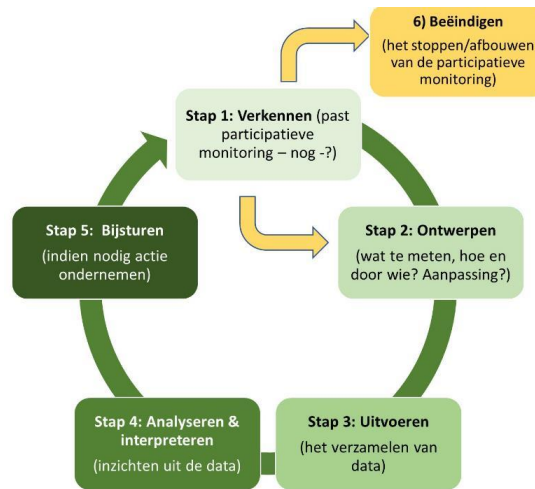 6) Beëindigen
(het stoppen/afbouwen
van de participatieve
monitoring)
Stap 1: Verkennen (past
participatieve
monitoring – nog -?)
Stap 2: Ontwerpen
(wat te meten, hoe en
door wie? Aanpassing?)
Stap 3: Uitvoeren
(het verzamelen van
data)
Stap 4: Analyseren &
interpreteren
(inzichten uit de data)
Stap 5: Bijsturen
(indien nodig actie
ondernemen)